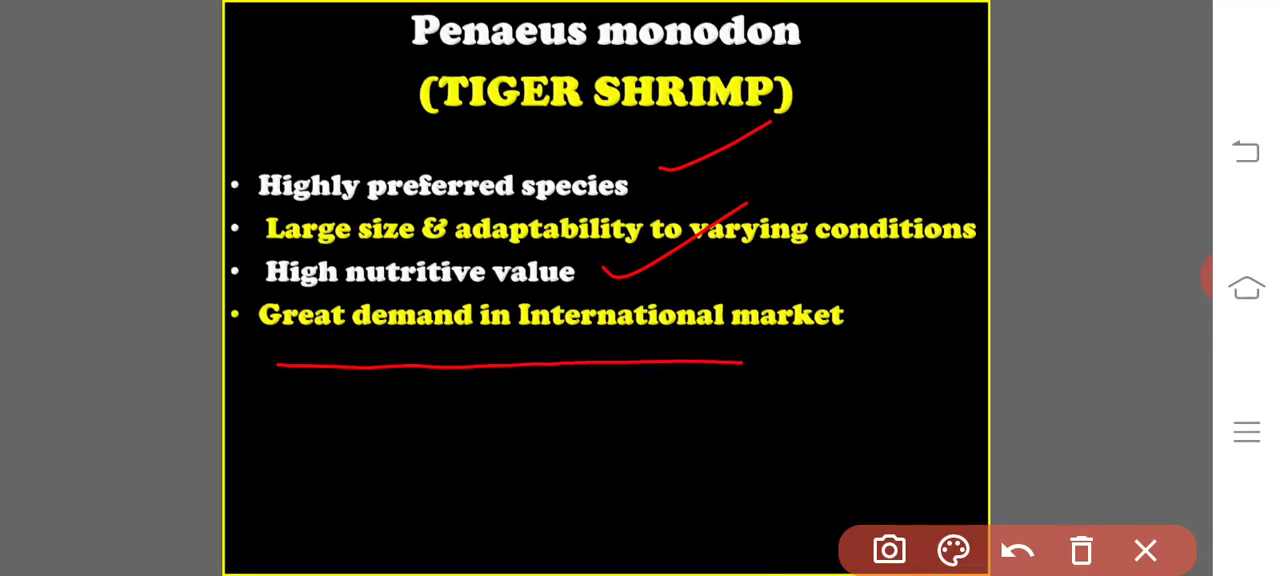 Penaeus monodon
(TIGER SHRIMP)
• Highly preferred species
• Large size & adaptability to varying conditions
• High nutritive value
• Great demand in International market